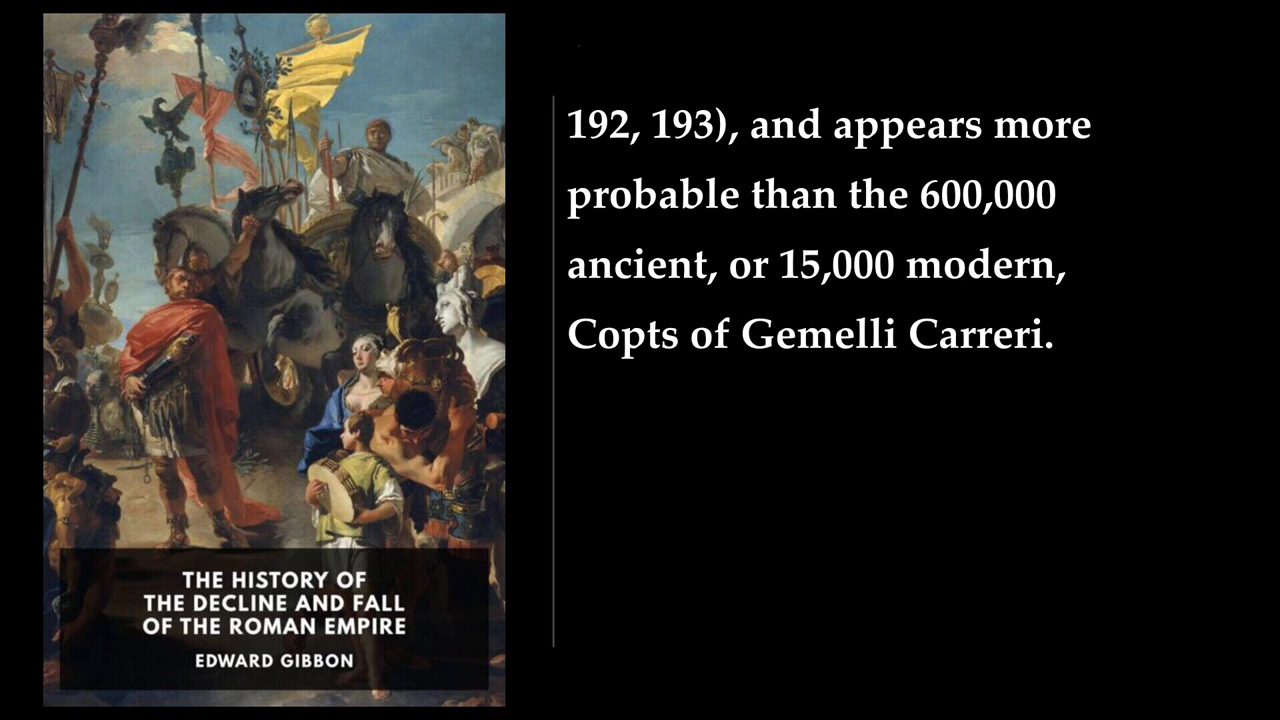 192, 193), and appears more
probable than the 600,000
ancient, or 15,000 modern,
Copts of Gemelli Carreri.
THE HISTORY OF
THE DECLINE AND FALL
OF THE ROMAN EMPIRE
EDWARD GIBBON